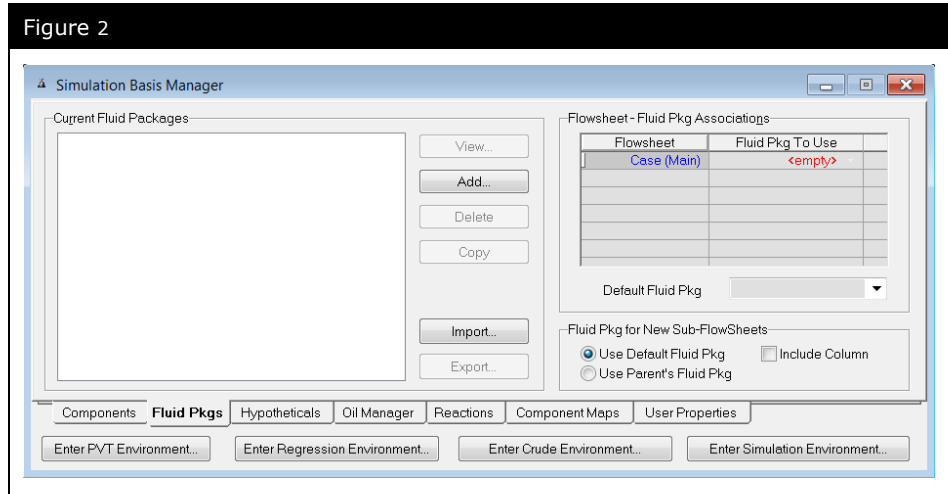 Figure 2
Simulation Basis Manager
Current Fluid Packages
View...
Add...
Delete
Copy
Import...
Export...
Flowsheet - Fluid Pkg Associations
Flowsheet Fluid Pkg To Use
Case (Main) <empty>
Default Fluid Pkg
Fluid Pkg for New Sub-FlowSheets
Use Default Fluid Pkg Include Column
Use Parent's Fluid Pkg
Components Fluid Pkgs Hypotheticals Oil Manager Reactions Component Maps User Properties
Enter PVT Environment... Enter Regression Environment... Enter Crude Environment... Enter Simulation Environment...